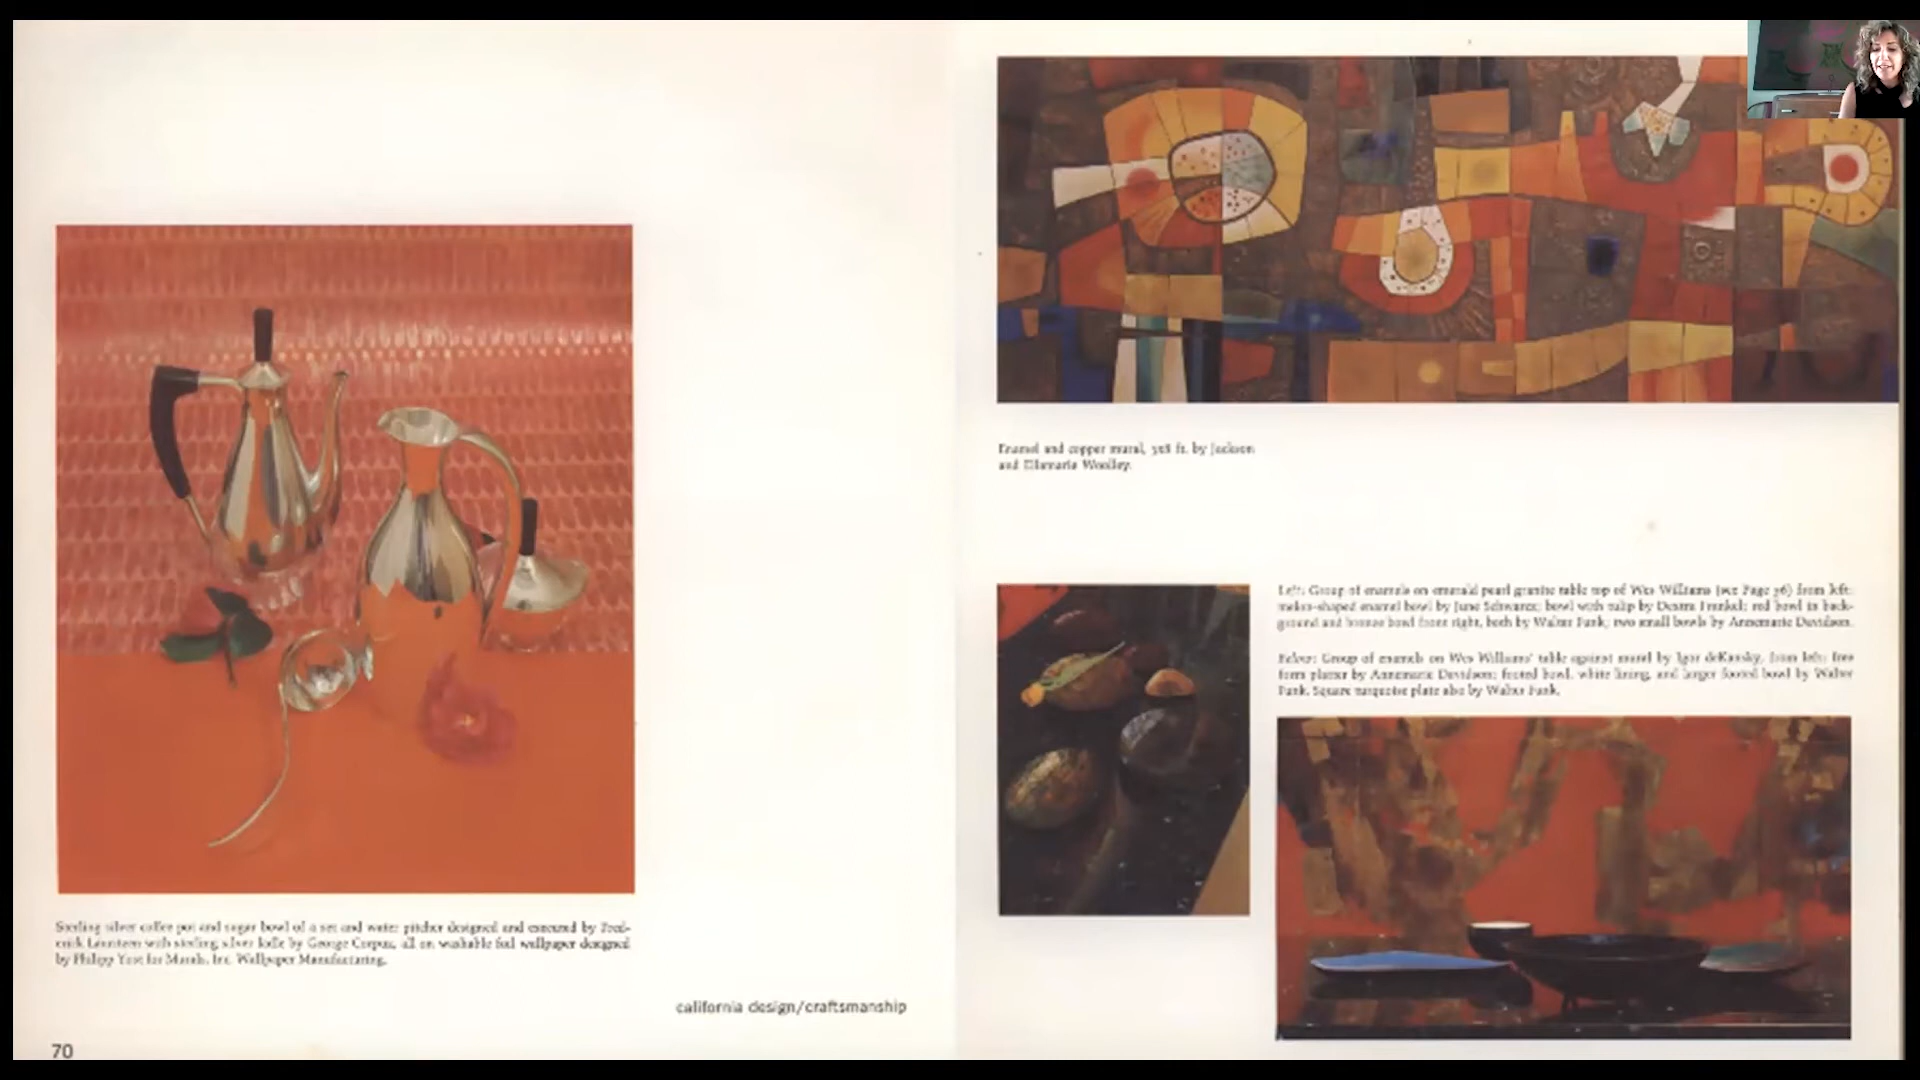 Sterling silver coffee pot and sugar bowl of a set and water pitcher designed and executed by Fred-
erick Lauritzen with sterling silver ladle by George Corpus, all on washable foil wallpaper designed
by Philipp Yost for Murals, Inc. Wallpaper Manufacturing.
california design/craftsmanship
70
Enamel and copper mural, ft. by Jackson
and Ellamarie Woolley.
Left: Group of enamels on emerald pearl granite table top of Wes Williams (see Page 36) from left:
melon-shaped enamel bowl by June Schwarcz; bowl with tulip by Deana Frankel; red bowl in back-
ground and bronze bowl front right, both by Walter Funk; two small bowls by Annemarie Davidson.
Below: Group of enamels on Wes Williams' table against mural by Igor deKansky, from left: free
form platter by Annemarie Davidson; footed bowl, white lining, and larger footed bowl by Walter
Funk. Square turquoise plate also by Walter Funk.